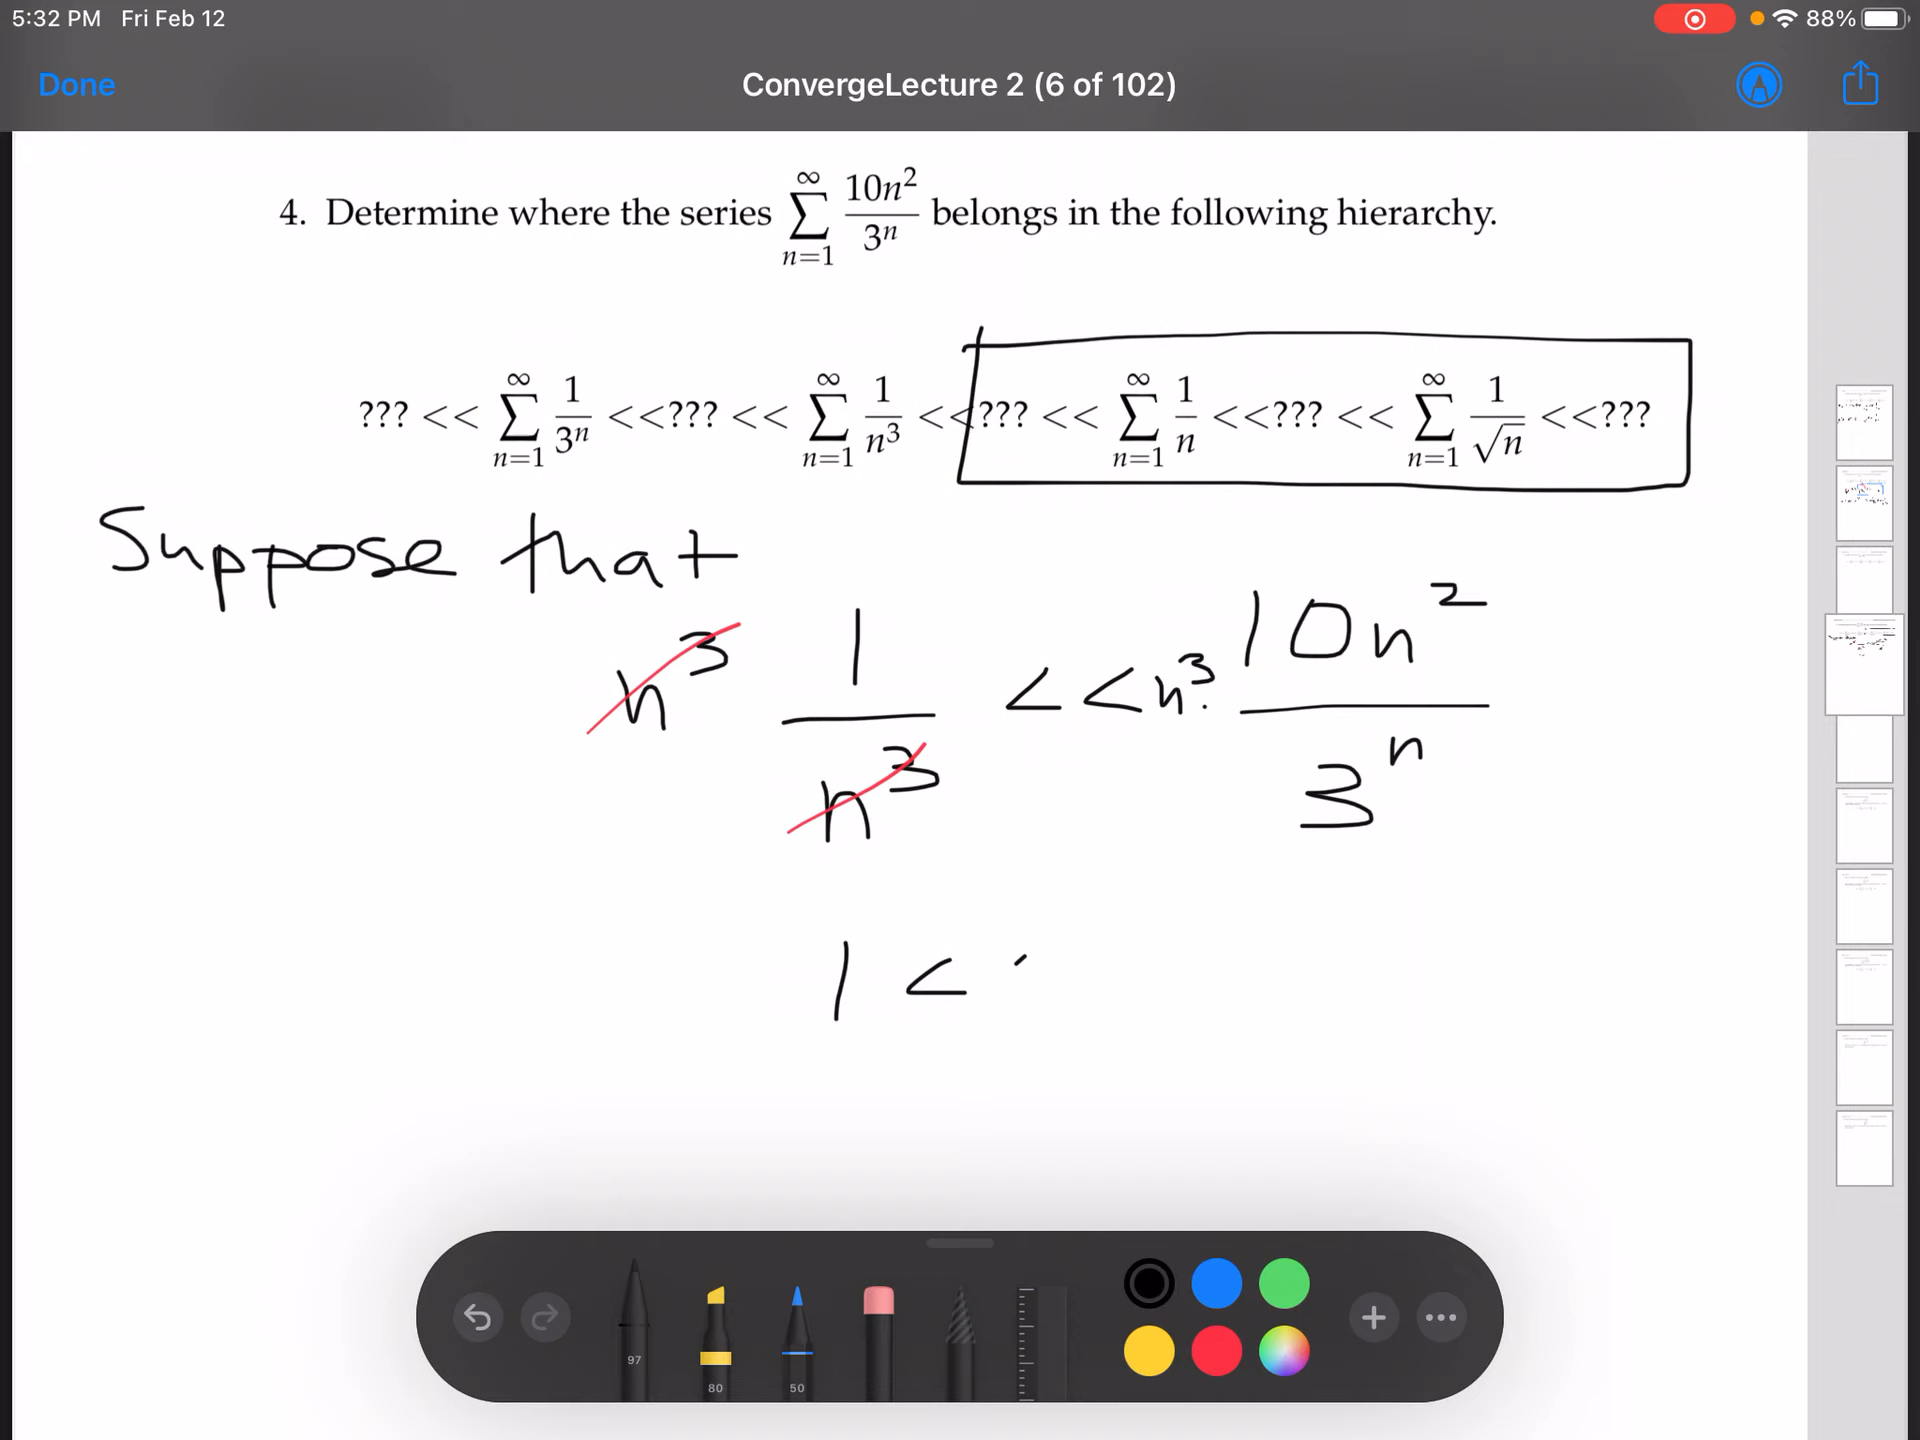 5:32 PM Fri Feb 12
88%
Done
ConvergeLecture 2 (6 of 102)
4. Determine where the series ∑_{n=1}^{∞} 10n²/3ⁿ belongs in the following hierarchy.
??? << ∑_{n=1}^{∞} 1/3ⁿ <<??? << ∑_{n=1}^{∞} 1/n³ <<??? << ∑_{n=1}^{∞} 1/n <<??? << ∑_{n=1}^{∞} 1/√n <<???
Suppose that
n³ 1/n³ << n³ · 10n²/3ⁿ
1 <
97
80
50